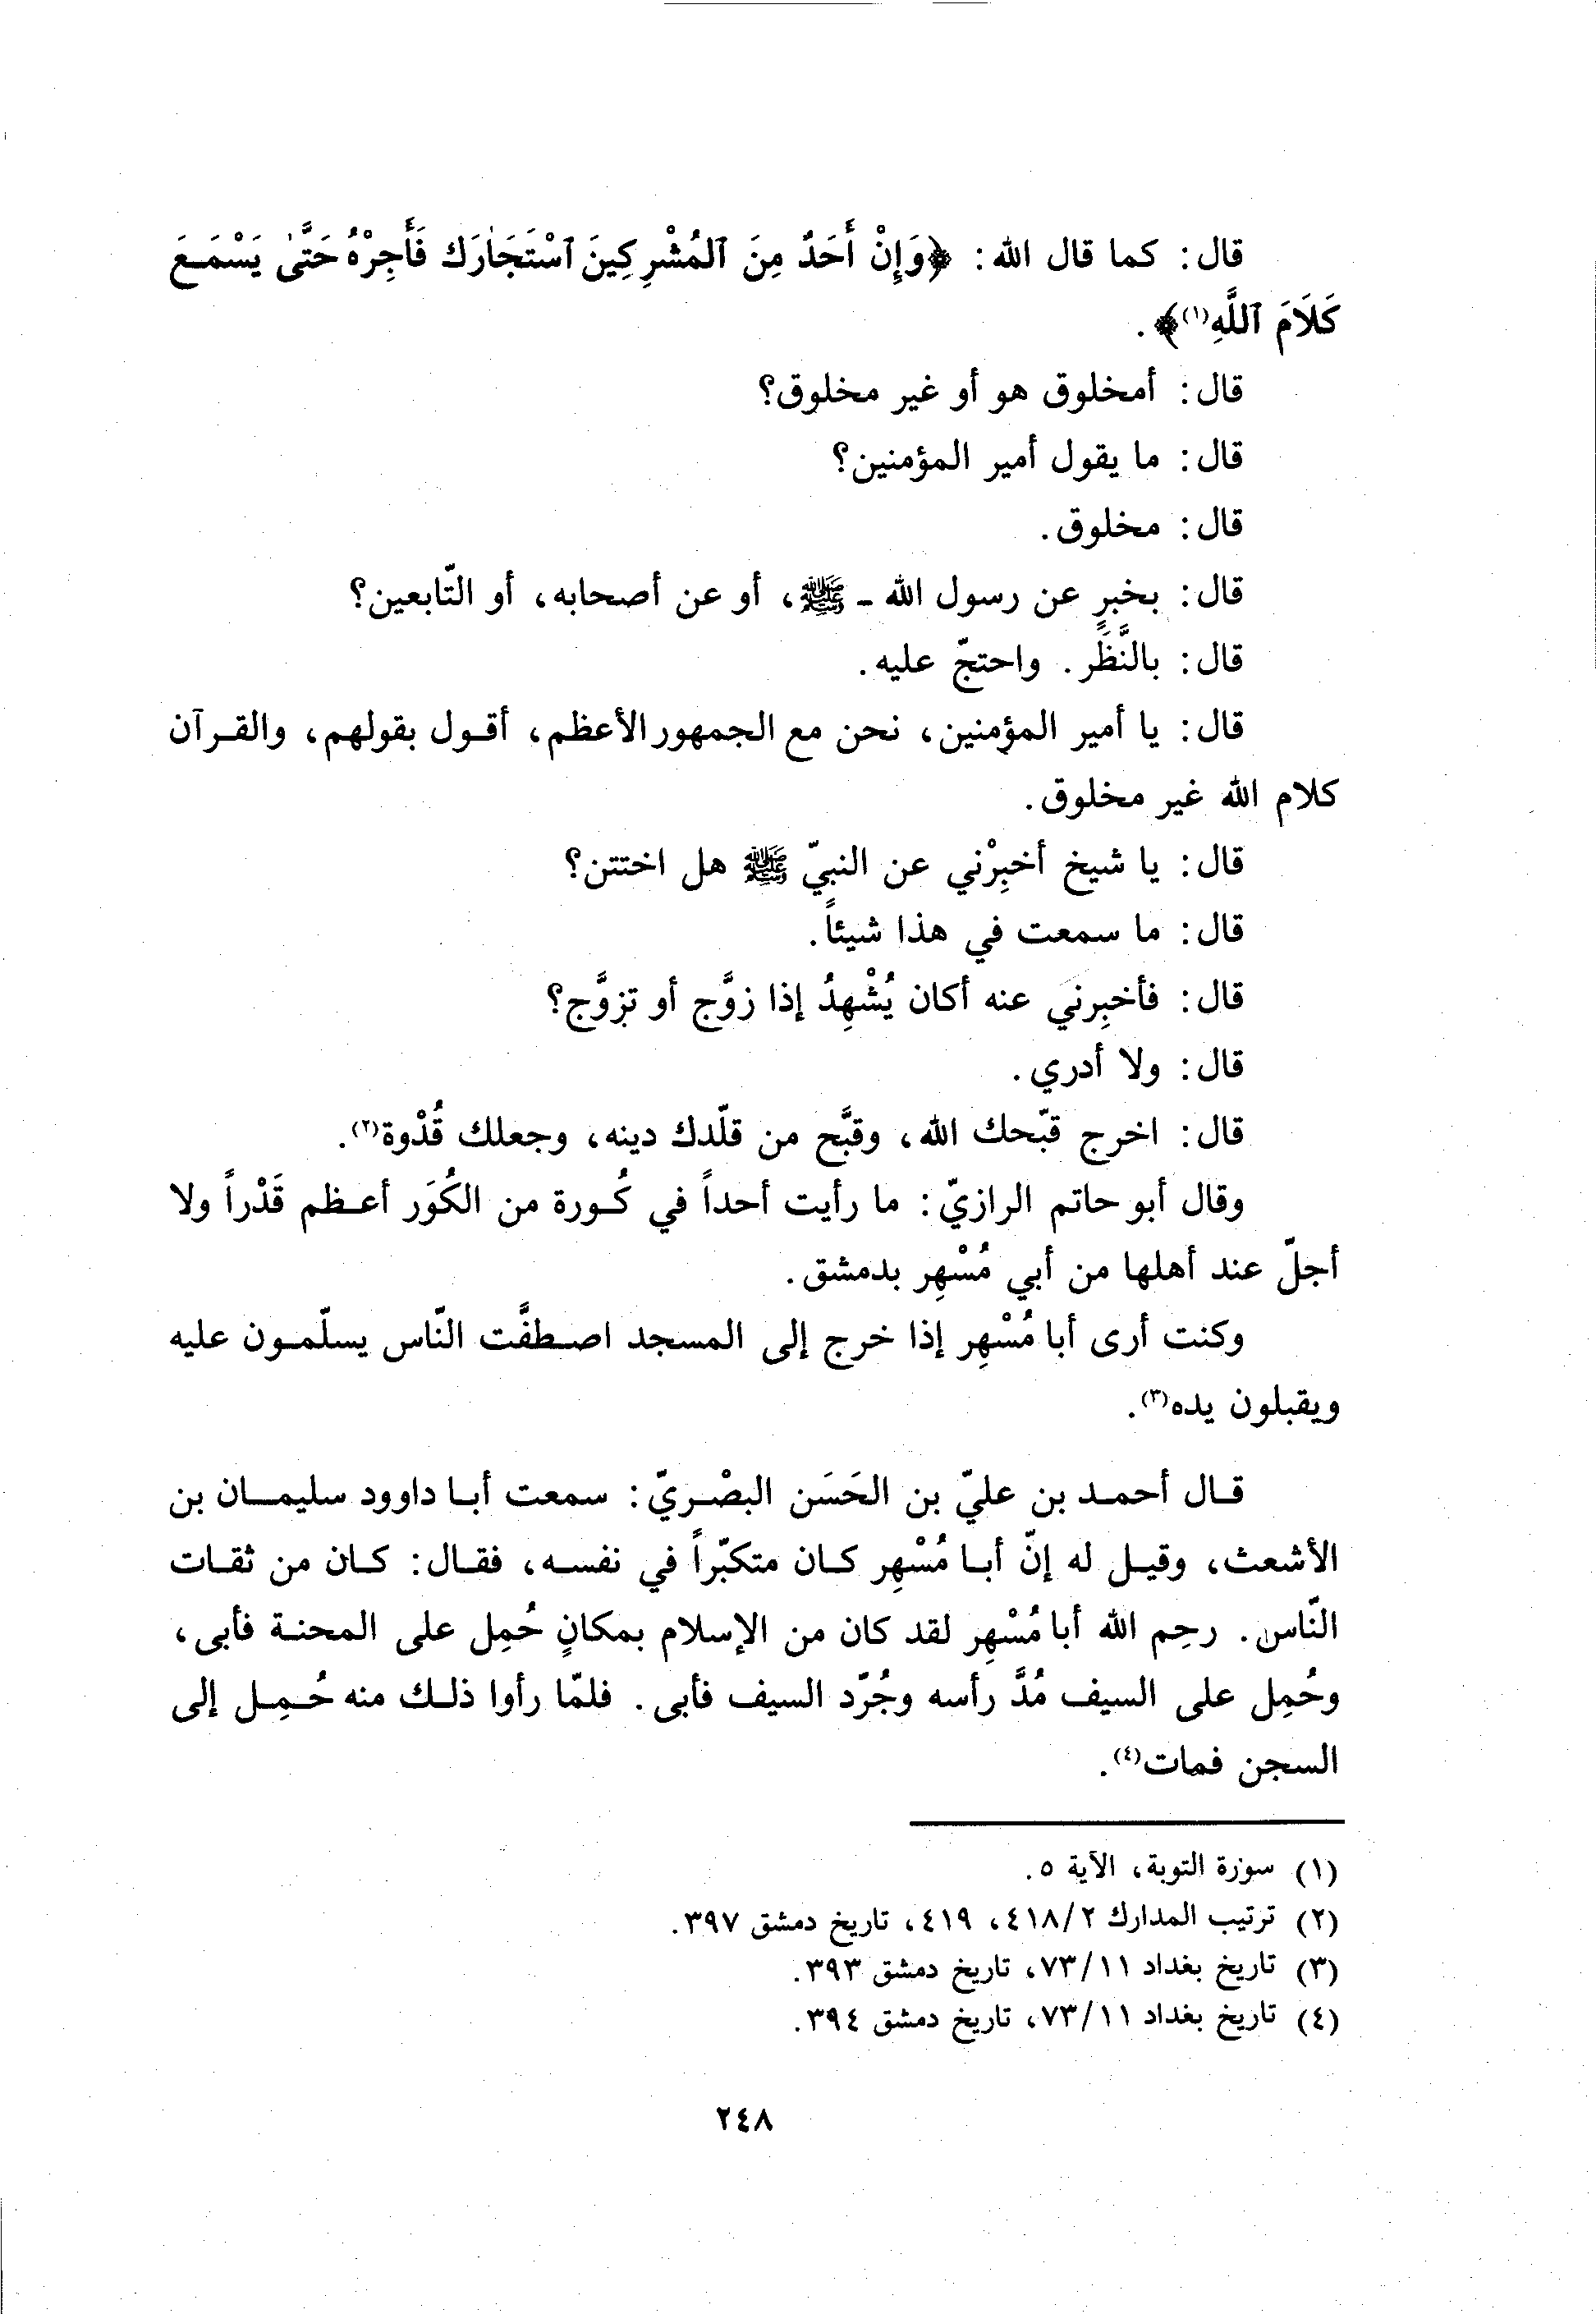 قال: كما قال الله: ﴿وَإِنْ أَحَدٌ مِنَ ٱلمُشْرِكِينَ ٱسْتَجَارَكَ فَأَجِرْهُ حَتَّىٰ يَسْمَعَ
كَلَامَ ٱللَّهِ(١)﴾.
قال: أمخلوق هو أو غير مخلوق؟
قال: ما يقول أمير المؤمنين؟
قال: مخلوق.
قال: بخبرٍ عن رسول الله - ﷺ، أو عن أصحابه، أو التّابعين؟
قال: بالنَّظَر. واحتجّ عليه.
قال: يا أمير المؤمنين، نحن مع الجمهور الأعظم، أقول بقولهم، والقرآن
كلام الله غير مخلوق.
قال: يا شيخ أخبِرْني عن النبيّ ﷺ هل اختتن؟
قال: ما سمعت في هذا شيئاً.
قال: فأخبِرني عنه أكان يُشْهِدُ إذا زوَّج أو تزوَّج؟
قال: ولا أدري.
قال: اخرج قبّحك الله، وقبَّح من قلّدك دينه، وجعلك قُدْوة(٢).
وقال أبو حاتم الرازيّ: ما رأيت أحداً في كُورة من الكُوَر أعظم قَدْراً ولا
أجلّ عند أهلها من أبي مُسْهِر بدمشق.
وكنت أرى أبا مُسْهِر إذا خرج إلى المسجد اصطفَّت النّاس يسلّمون عليه
ويقبلون يده(٣).
قال أحمد بن عليّ بن الحَسَن البصْريّ: سمعت أبا داوود سليمان بن
الأشعث، وقيل له إنّ أبا مُسْهِر كان متكبّراً في نفسه، فقال: كان من ثقات
النّاس. رحِم الله أبا مُسْهِر لقد كان من الإسلام بمكانٍ حُمِل على المحنة فأبى،
وحُمِل على السيف مُدَّ رأسه وجُرّد السيف فأبى. فلمّا رأوا ذلك منه حُمِل إلى
السجن فمات(٤).
(١) سورة التوبة، الآية ٥.
(٢) ترتيب المدارك ٤١٨/٢، ٤١٩، تاريخ دمشق ٣٩٧.
(٣) تاريخ بغداد ٧٣/١١، تاريخ دمشق ٣٩٣.
(٤) تاريخ بغداد ٧٣/١١، تاريخ دمشق ٣٩٤.
٢٤٨